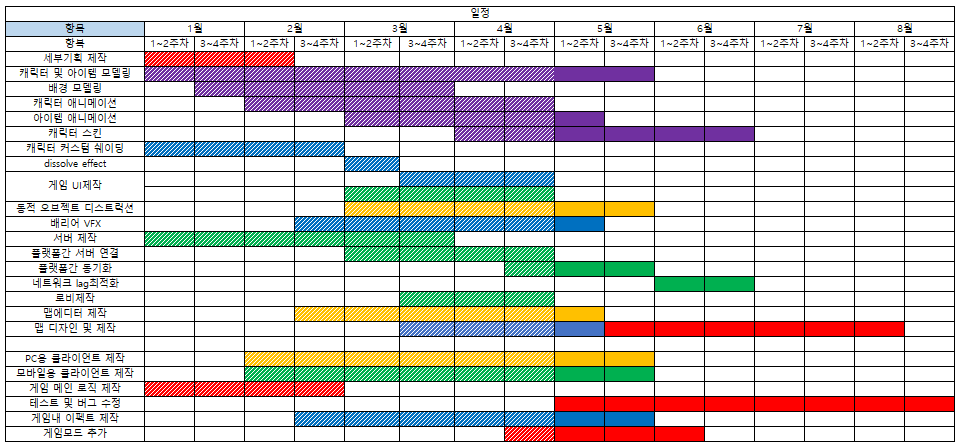 일정
항목 1월 2월 3월 4월 5월 6월 7월 8월
항목 1~2주차 3~4주차 1~2주차 3~4주차 1~2주차 3~4주차 1~2주차 3~4주차 1~2주차 3~4주차 1~2주차 3~4주차 1~2주차 3~4주차 1~2주차 3~4주차
세부기획 제작
캐릭터 및 아이템 모델링
배경 모델링
캐릭터 애니메이션
아이템 애니메이션
캐릭터 스킨
캐릭터 커스텀 쉐이딩
dissolve effect
게임 UI제작
동적 오브젝트 디스트럭션
배리어 VFX
서버 제작
플랫폼간 서버 연결
플랫폼간 동기화
네트워크 lag최적화
로비제작
맵에디터 제작
맵 디자인 및 제작
PC용 클라이언트 제작
모바일용 클라이언트 제작
게임 메인 로직 제작
테스트 및 버그 수정
게임내 이펙트 제작
게임모드 추가